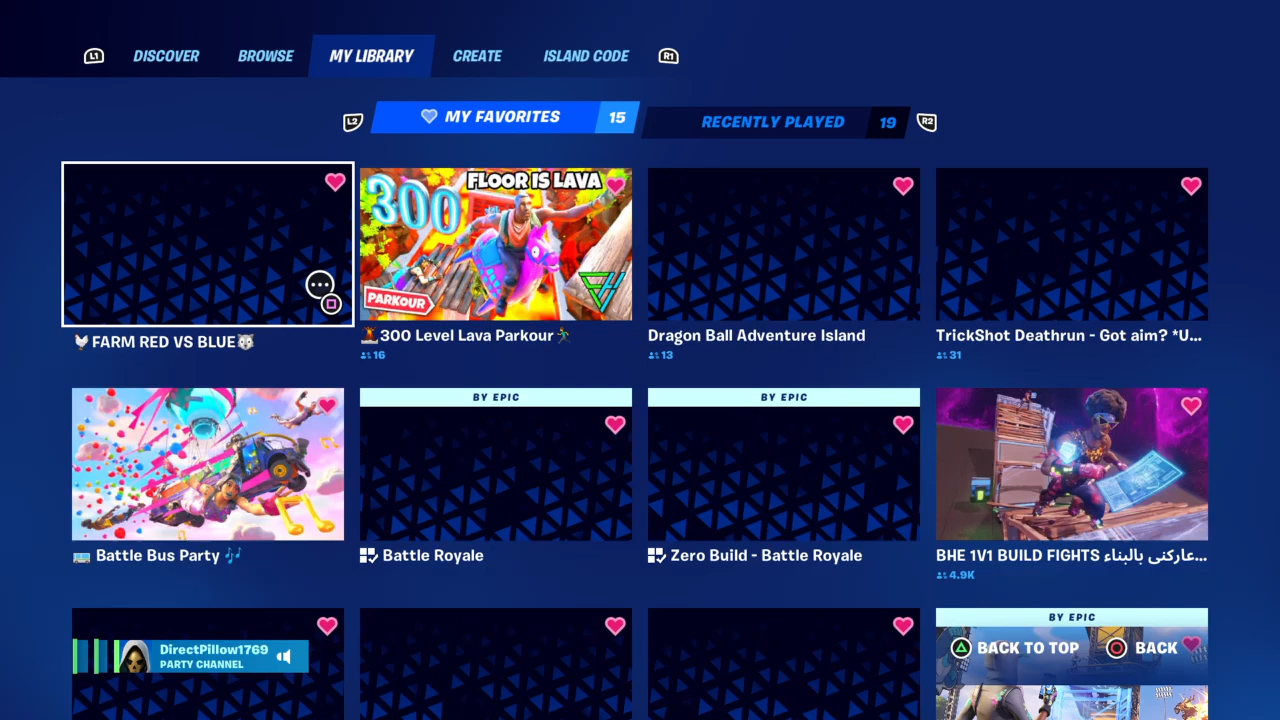 L1 DISCOVER BROWSE MY LIBRARY CREATE ISLAND CODE R1
L2 MY FAVORITES 15 RECENTLY PLAYED 19 R2
300 FLOOR IS LAVA
PARKOUR
🐓FARM RED VS BLUE🐺
🌋300 Level Lava Parkour🏃
Dragon Ball Adventure Island
TrickShot Deathrun - Got aim? *U...
16
13
31
BY EPIC
BY EPIC
🚌 Battle Bus Party 🎶
Battle Royale
Zero Build - Battle Royale
BHE 1V1 BUILD FIGHTS عاركني بالبناء...
4.9K
BY EPIC
DirectPillow1769
PARTY CHANNEL
BACK TO TOP BACK